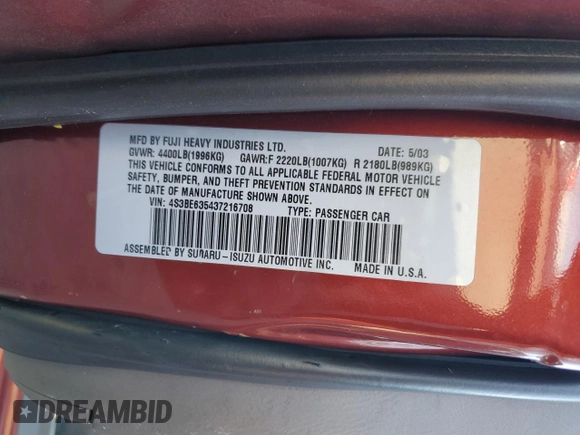 MFD BY FUJI HEAVY INDUSTRIES LTD. DATE: 5/03
GVWR: 4400LB(1996KG) GAWR:F 2220LB(1007KG) R 2180LB(989KG)
THIS VEHICLE CONFORMS TO ALL APPLICABLE FEDERAL MOTOR VEHICLE
SAFETY, BUMPER, AND THEFT PREVENTION STANDARDS IN EFFECT ON
THE DATE OF MANUFACTURE SHOWN ABOVE.
VIN: 4S3BE635437216708 TYPE: PASSENGER CAR
ASSEMBLED BY SUBARU-ISUZU AUTOMOTIVE INC. MADE IN U.S.A.
DREAMBID